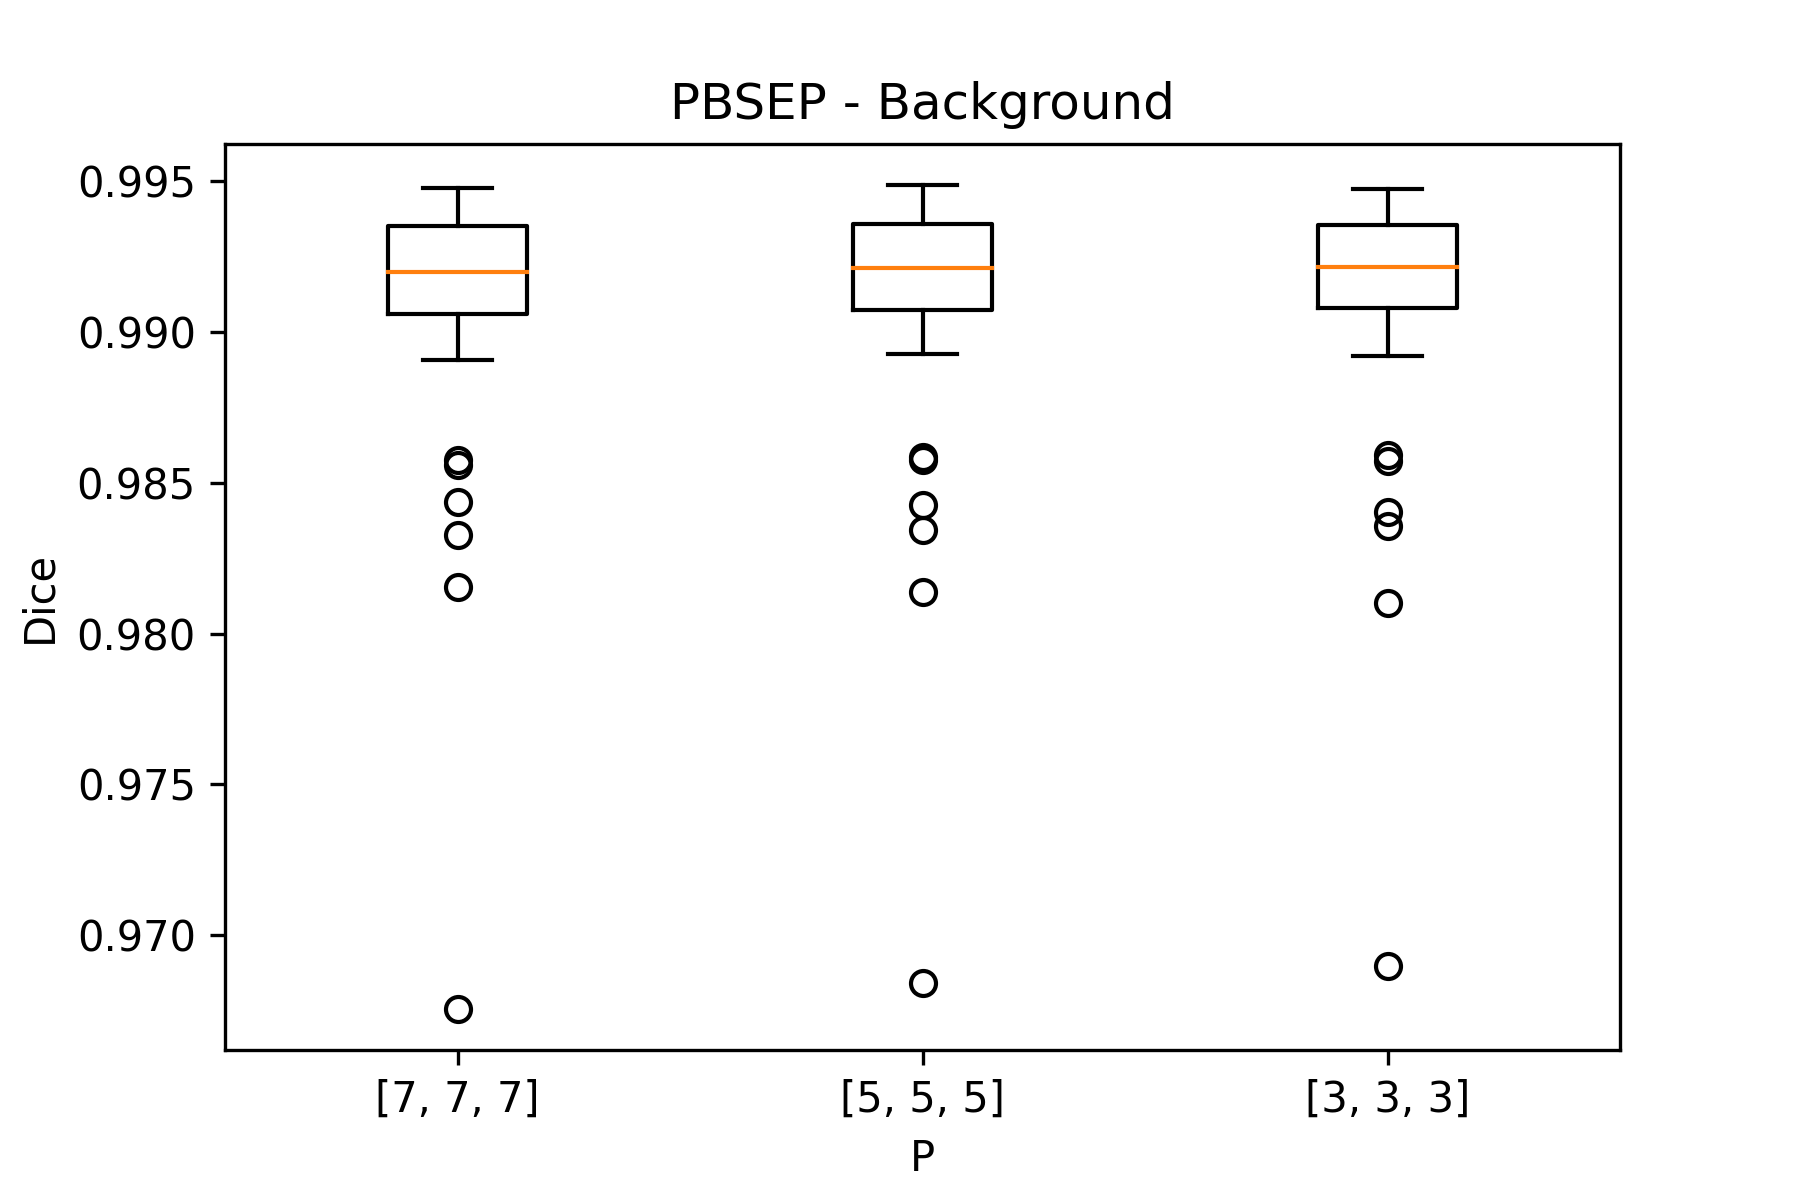 PBSEP - Background
0.995
0.990
0.985
0.980
0.975
0.970
Dice
[7, 7, 7]
[5, 5, 5]
[3, 3, 3]
P